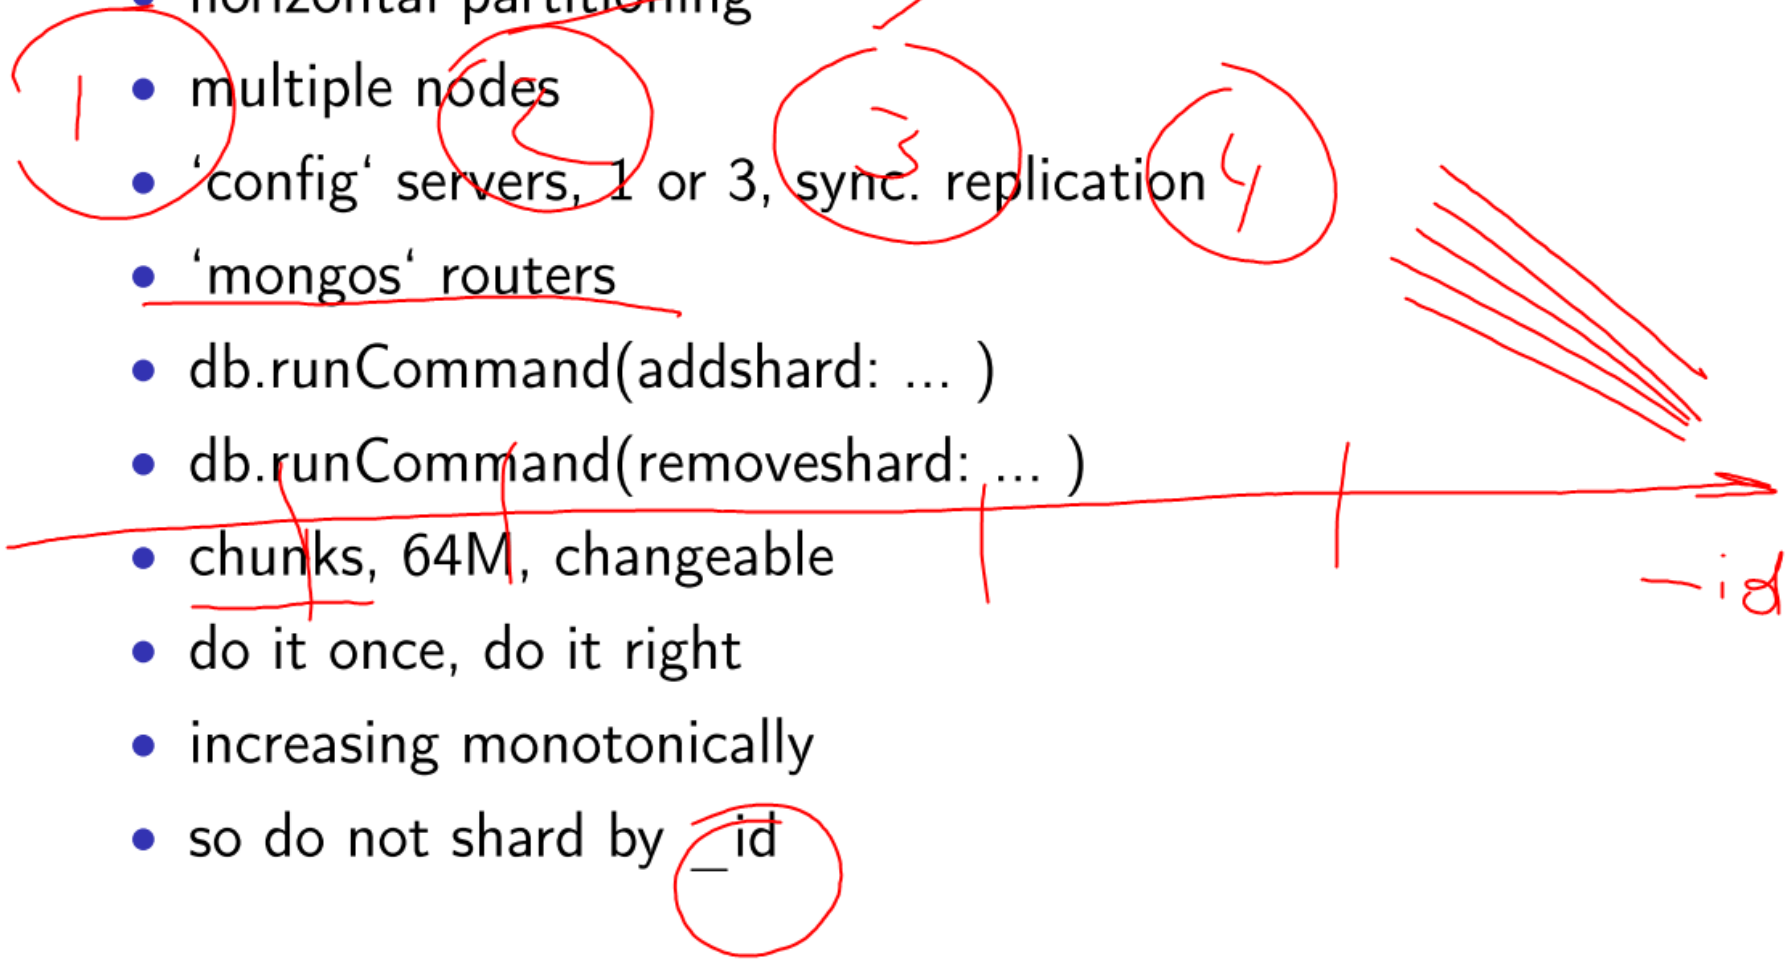 horizontal partitioning
• multiple nodes
1 2 3 4
• ‘config‘ servers, 1 or 3, sync. replication
• ‘mongos‘ routers
• db.runCommand(addshard: ... )
• db.runCommand(removeshard: ... )
• chunks, 64M, changeable
_id
• do it once, do it right
• increasing monotonically
• so do not shard by _id